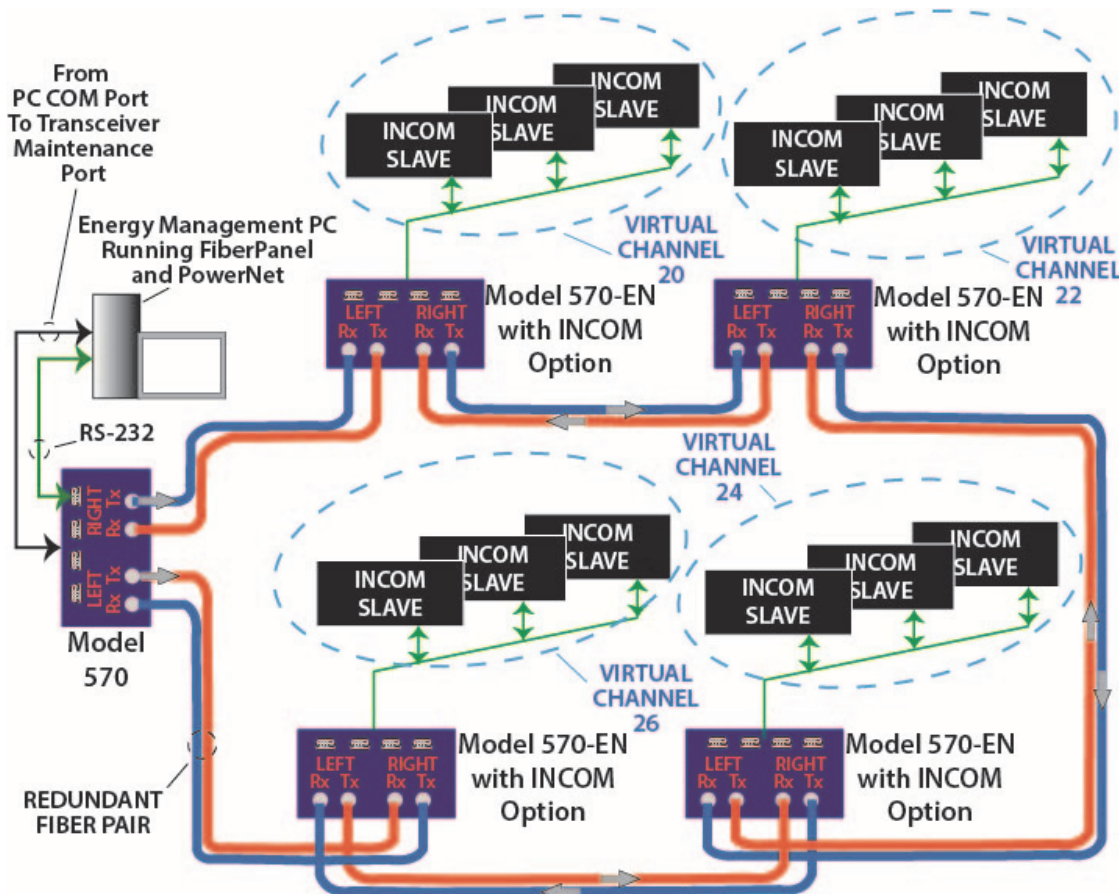 From
PC COM Port
To Transceiver
Maintenance
Port
Energy Management PC
Running FiberPanel
and PowerNet
RS-232
RIGHT
Rx Tx
LEFT
Rx Tx
Model
570
REDUNDANT
FIBER PAIR
INCOM
SLAVE
INCOM
SLAVE
INCOM
SLAVE
VIRTUAL
CHANNEL
20
LEFT
Rx Tx
RIGHT
Rx Tx
Model 570-EN
with INCOM
Option
INCOM
SLAVE
INCOM
SLAVE
INCOM
SLAVE
VIRTUAL
CHANNEL
22
LEFT
Rx Tx
RIGHT
Rx Tx
Model 570-EN
with INCOM
Option
INCOM
SLAVE
INCOM
SLAVE
INCOM
SLAVE
VIRTUAL
CHANNEL
26
LEFT
Rx Tx
RIGHT
Rx Tx
Model 570-EN
with INCOM
Option
VIRTUAL
CHANNEL
24
INCOM
SLAVE
INCOM
SLAVE
INCOM
SLAVE
LEFT
Rx Tx
RIGHT
Rx Tx
Model 570-EN
with INCOM
Option